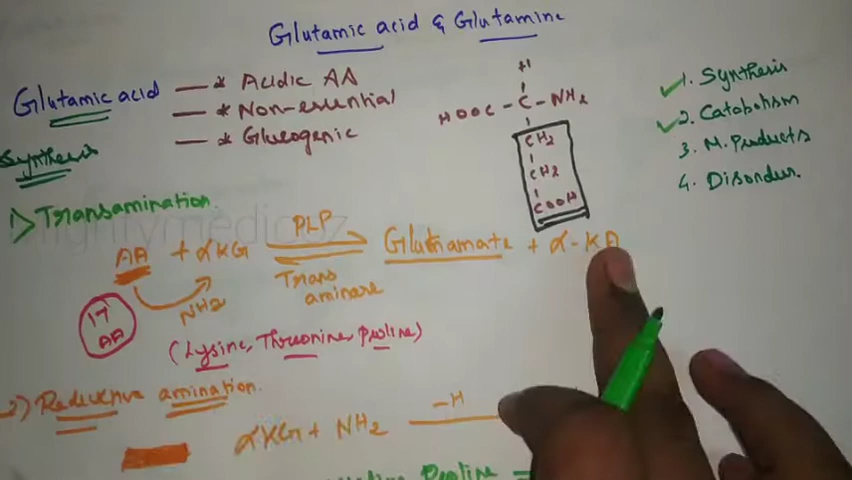 Glutamic acid & Glutamine
Glutamic acid — * Acidic AA
— * Non-essential
— * Glucogenic
H
HOOC - C - NH2
CH2
CH2
COOH
1. Synthesis
2. Catabolism
3. M. Products
4. Disorder.
Synthesis
1) Transamination.
mightymedicoz
AA + αKG PLP Glutamate + α-KA
Trans
aminase
NH2
17
AA
(Lysine, Threonine, proline)
2) Reductive amination.
αKG + NH2 -H
Proline =